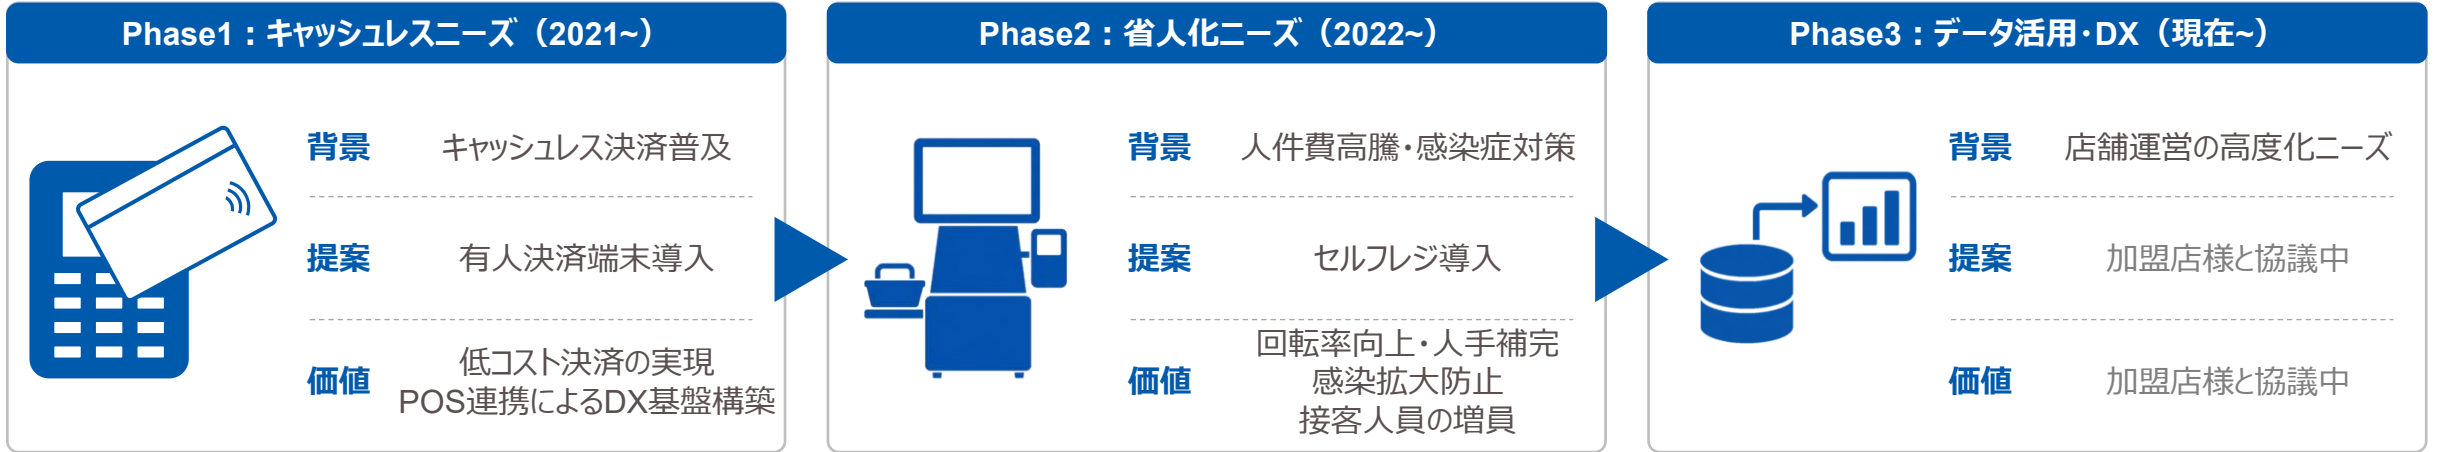 Phase1：キャッシュレスニーズ（2021~）
背景 キャッシュレス決済普及
提案 有人決済端末導入
価値 低コスト決済の実現
POS連携によるDX基盤構築
Phase2：省人化ニーズ（2022~）
背景 人件費高騰・感染症対策
提案 セルフレジ導入
価値 回転率向上・人手補完
感染拡大防止
接客人員の増員
Phase3：データ活用・DX（現在~）
背景 店舗運営の高度化ニーズ
提案 加盟店様と協議中
価値 加盟店様と協議中